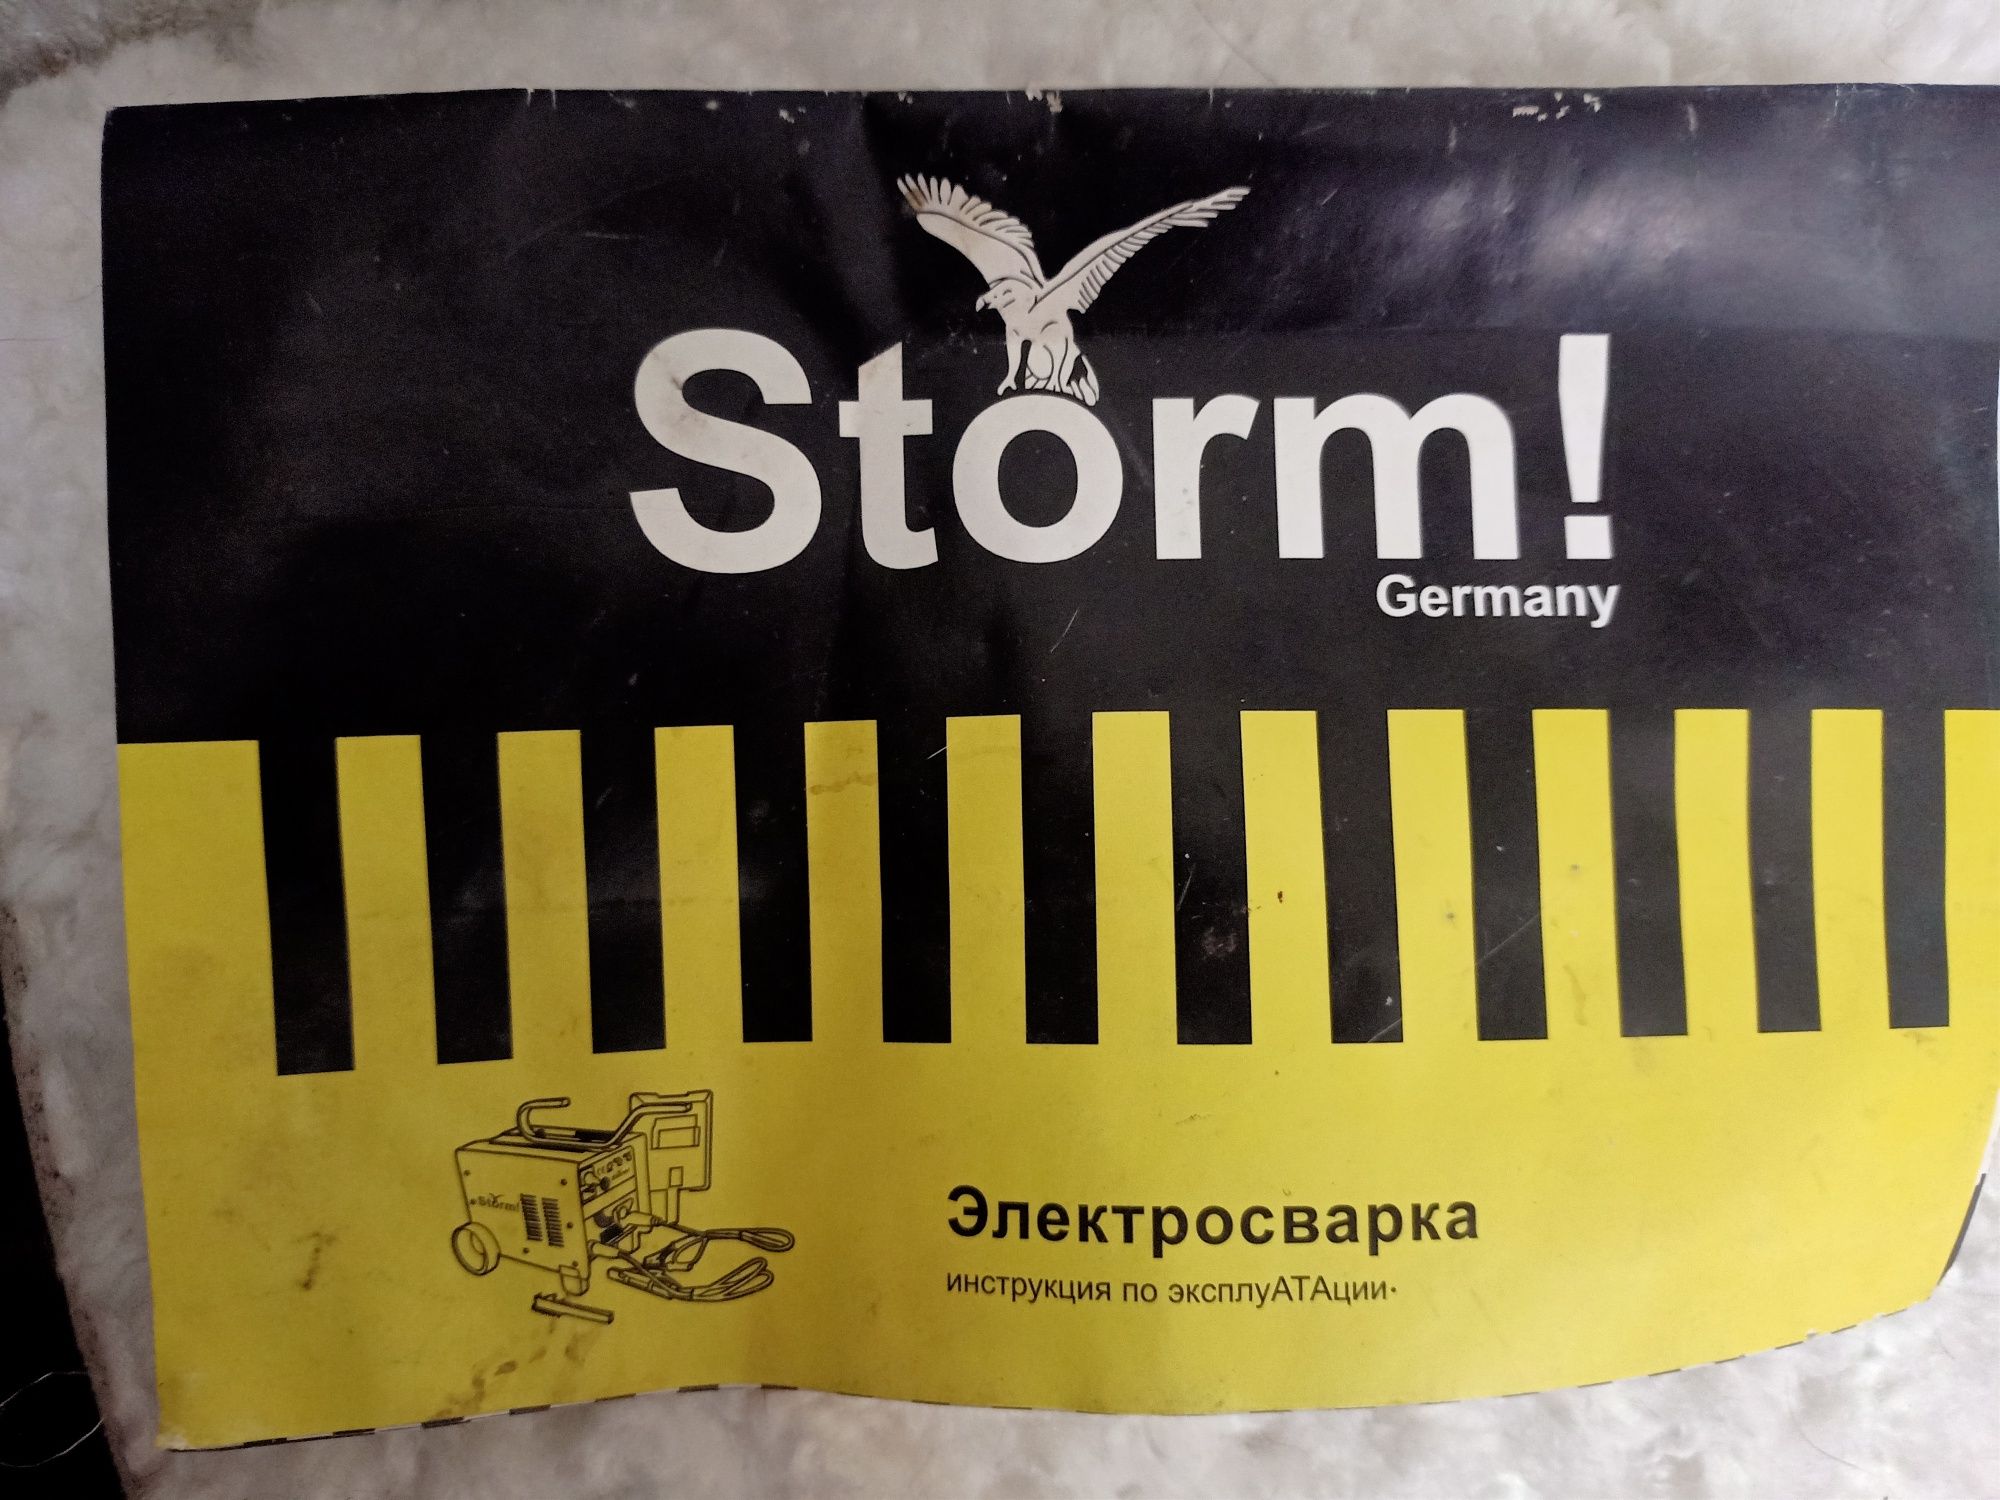 Storm!
Germany
Storm!
Электросварка
инструкция по эксплуАТАции·